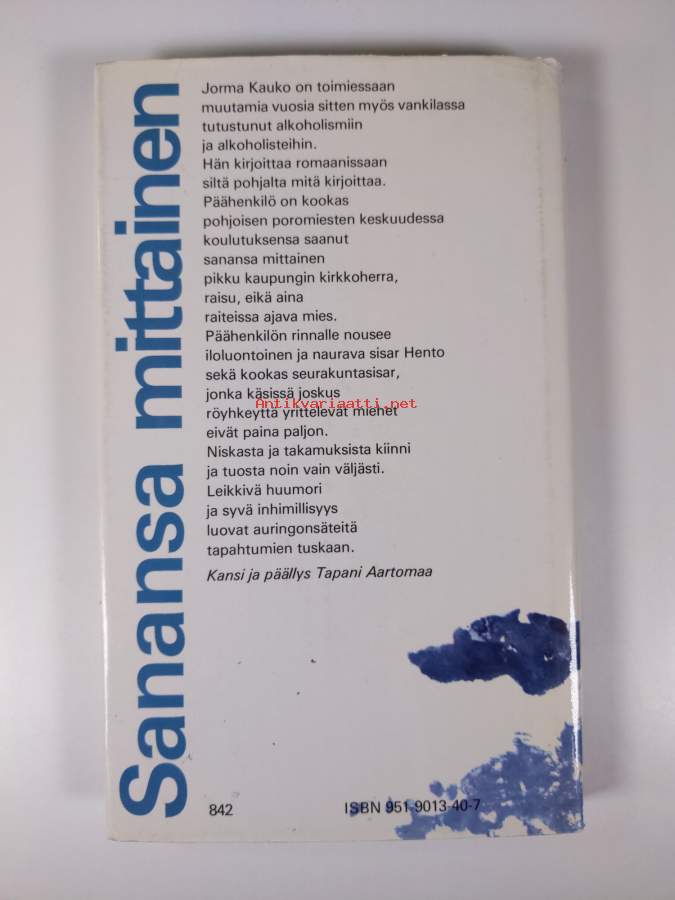 Sanansa mittainen
Jorma Kauko on toimiessaan
muutamia vuosia sitten myös vankilassa
tutustunut alkoholismiin
ja alkoholisteihin.
Hän kirjoittaa romaanissaan
siltä pohjalta mitä kirjoittaa.
Päähenkilö on kookas
pohjoisen poromiesten keskuudessa
koulutuksensa saanut
sanansa mittainen
pikku kaupungin kirkkoherra,
raisu, eikä aina
raiteissa ajava mies.
Päähenkilön rinnalle nousee
iloluontoinen ja naurava sisar Hento
sekä kookas seurakuntasisar,
jonka käsissä joskus
Antikvariaatti.net
röyhkeyttä yrittelevät miehet
eivät paina paljon.
Niskasta ja takamuksista kiinni
ja tuosta noin vain väljästi.
Leikkivä huumori
ja syvä inhimillisyys
luovat auringonsäteitä
tapahtumien tuskaan.
Kansi ja päällys Tapani Aartomaa
842
ISBN 951-9013-40-7